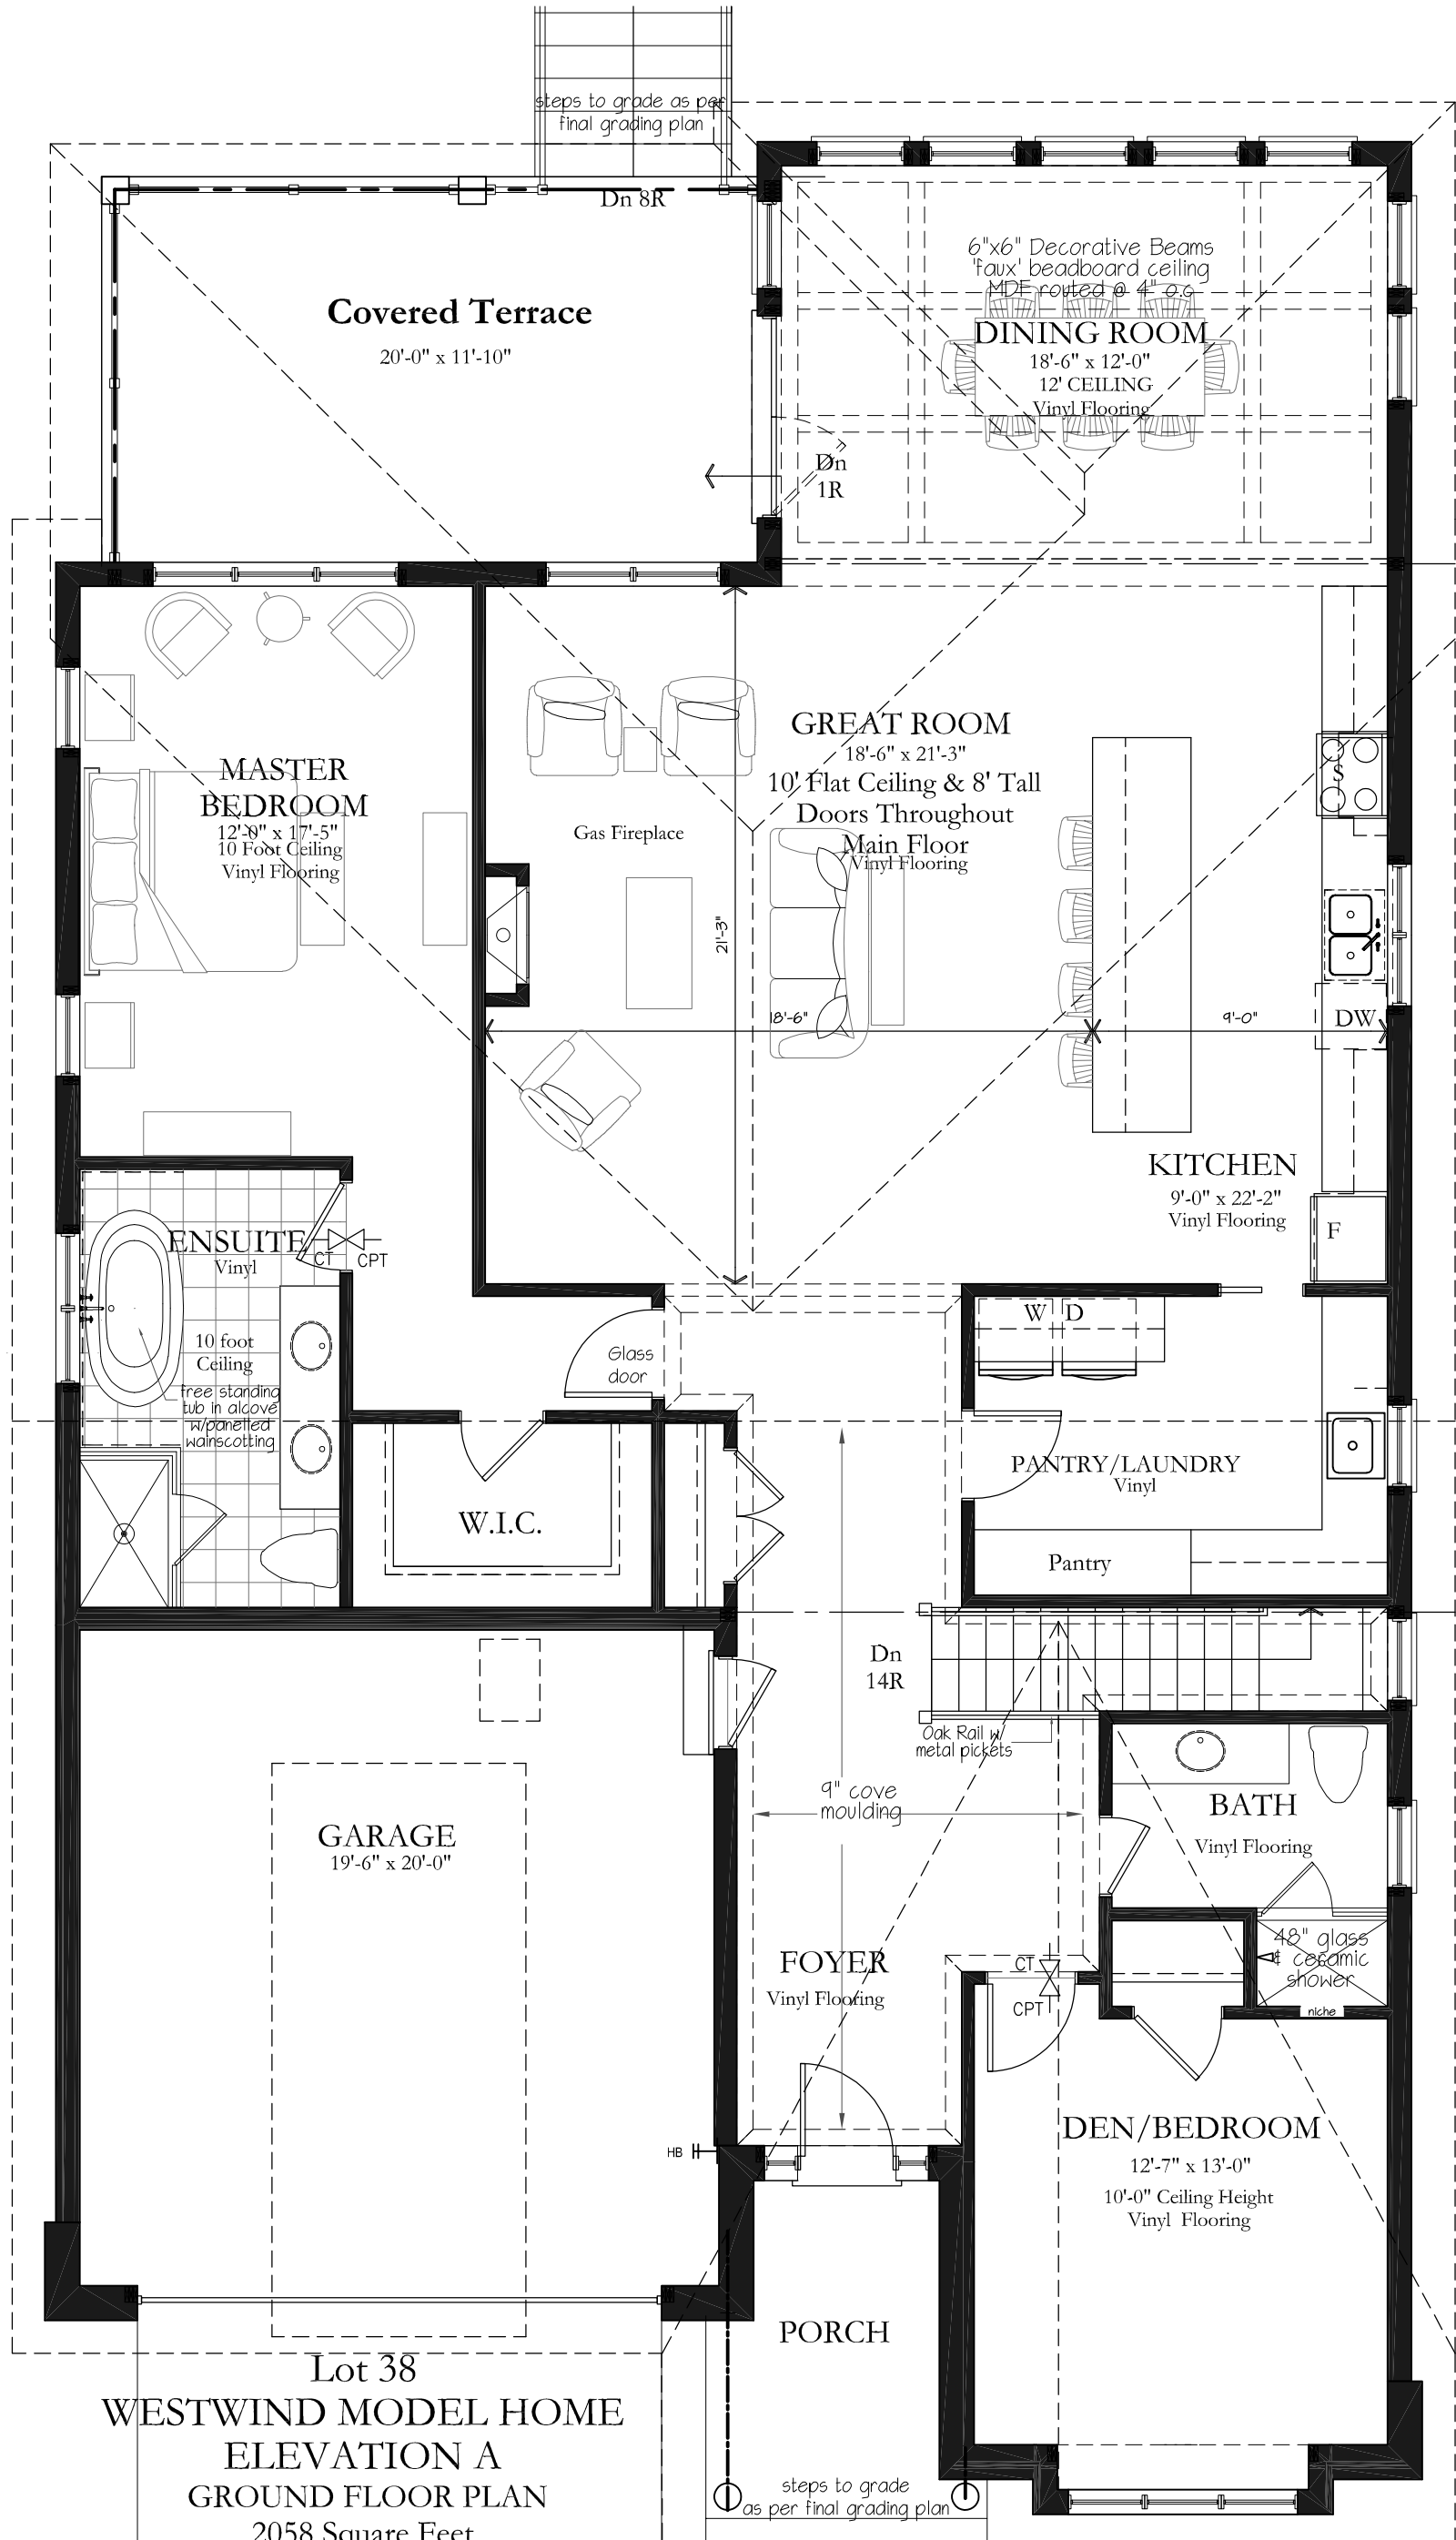 steps to grade as per
final grading plan
Dn 8R
Covered Terrace
20'-0" x 11'-10"
6"x6" Decorative Beams
'faux' beadboard ceiling
MDF routed @ 4" o.c
DINING ROOM
18'-6" x 12'-0"
12' CEILING
Vinyl Flooring
Dn
1R
GREAT ROOM
18'-6" x 21'-3"
10' Flat Ceiling & 8' Tall
Doors Throughout
Main Floor
Vinyl Flooring
MASTER
BEDROOM
12'-0" x 17'-5"
10 Foot Ceiling
Vinyl Flooring
Gas Fireplace
S
21'-3"
18'-6"
9'-0"
DW
KITCHEN
9'-0" x 22'-2"
Vinyl Flooring
F
ENSUITE
Vinyl
CT
CPT
10 foot
Ceiling
free standing
tub in alcove
w/panelled
wainscotting
Glass
door
W D
PANTRY/LAUNDRY
Vinyl
Pantry
W.I.C.
Dn
14R
Oak Rail w/
metal pickets
9" cove
moulding
BATH
Vinyl Flooring
GARAGE
19'-6" x 20'-0"
48" glass
& ceramic
shower
niche
FOYER
Vinyl Flooring
CT
CPT
HB
DEN/BEDROOM
12'-7" x 13'-0"
10'-0" Ceiling Height
Vinyl Flooring
PORCH
steps to grade
as per final grading plan
Lot 38
WESTWIND MODEL HOME
ELEVATION A
GROUND FLOOR PLAN
2058 Square Feet